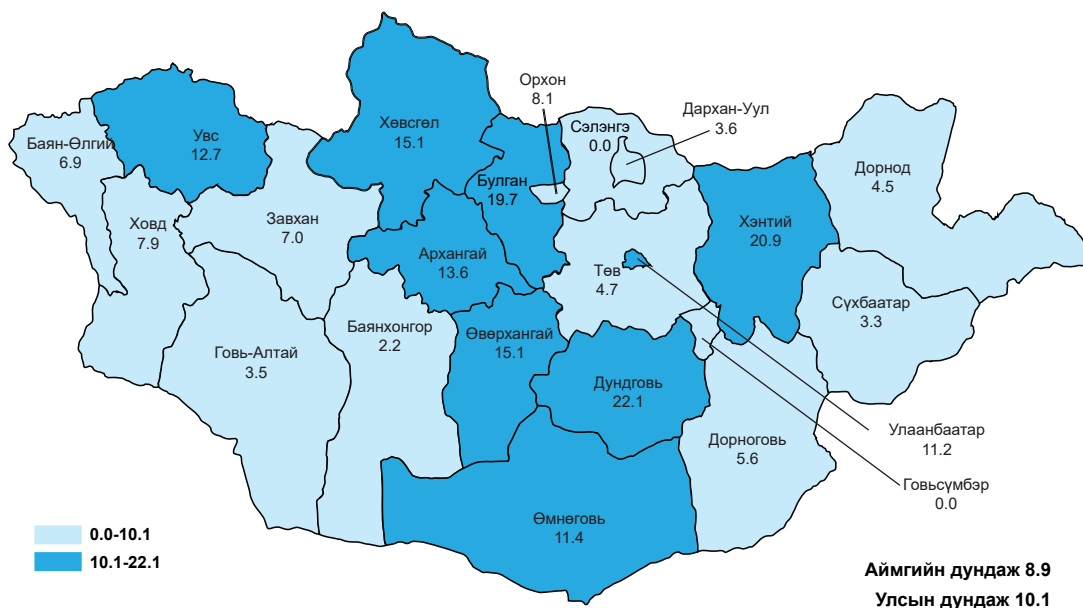 Орхон
8.1
Дархан-Уул
3.6
Хөвсгөл
15.1
Сэлэнгэ
0.0
Увс
12.7
Баян-Өлгий
6.9
Булган
19.7
Дорнод
4.5
Ховд
7.9
Завхан
7.0
Хэнтий
20.9
Архангай
13.6
Төв
4.7
Сүхбаатар
3.3
Баянхонгор
2.2
Өвөрхангай
15.1
Говь-Алтай
3.5
Дундговь
22.1
Улаанбаатар
11.2
Дорноговь
5.6
Говьсүмбэр
0.0
Өмнөговь
11.4
0.0-10.1
10.1-22.1
Аймгийн дундаж 8.9
Улсын дундаж 10.1